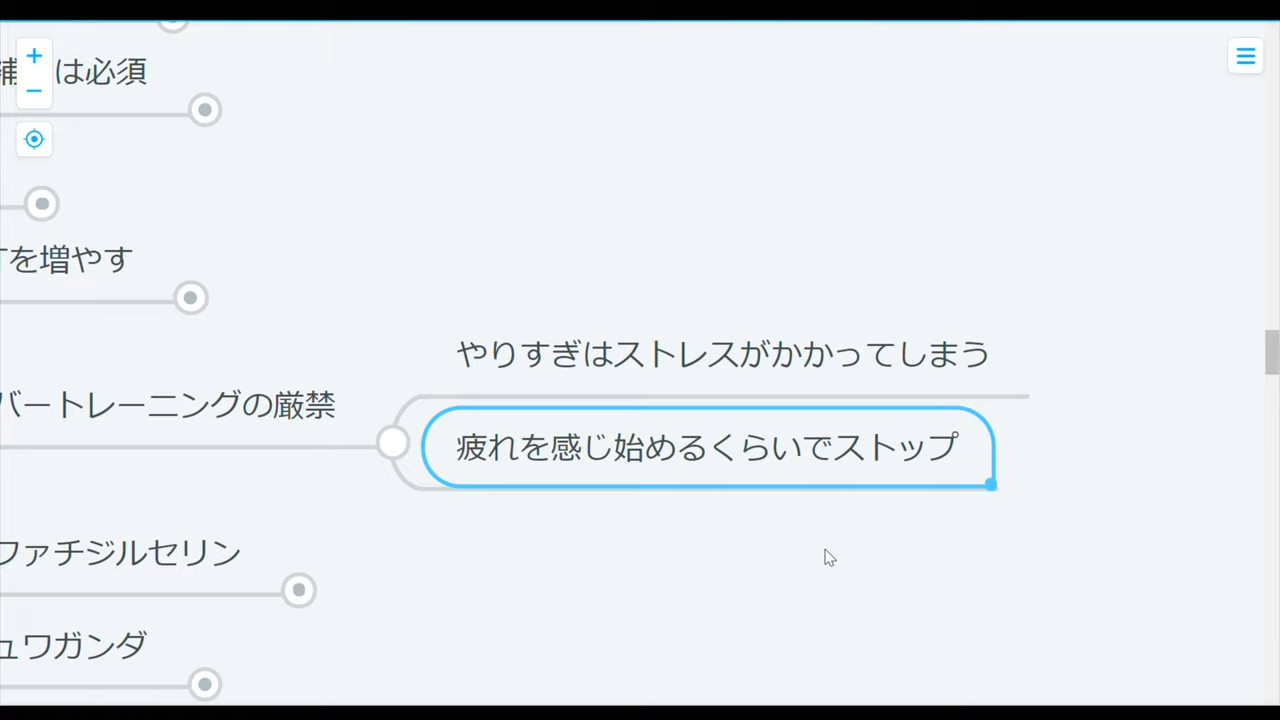 は必須
を増やす
やりすぎはストレスがかかってしまう
バートレーニングの厳禁
疲れを感じ始めるくらいでストップ
ファチジルセリン
ュワガンダ